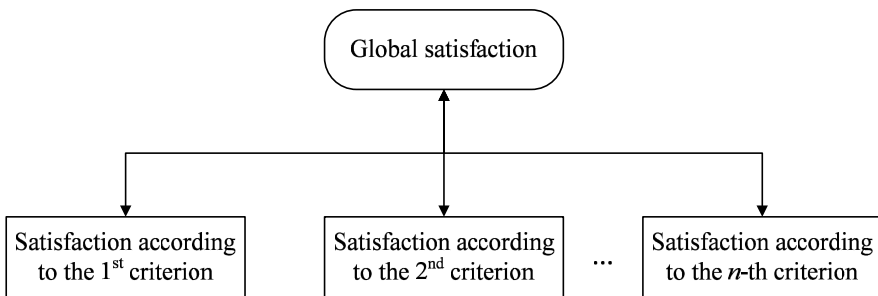 Global satisfaction
Satisfaction according
to the 1st criterion
Satisfaction according
to the 2nd criterion
...
Satisfaction according
to the n-th criterion